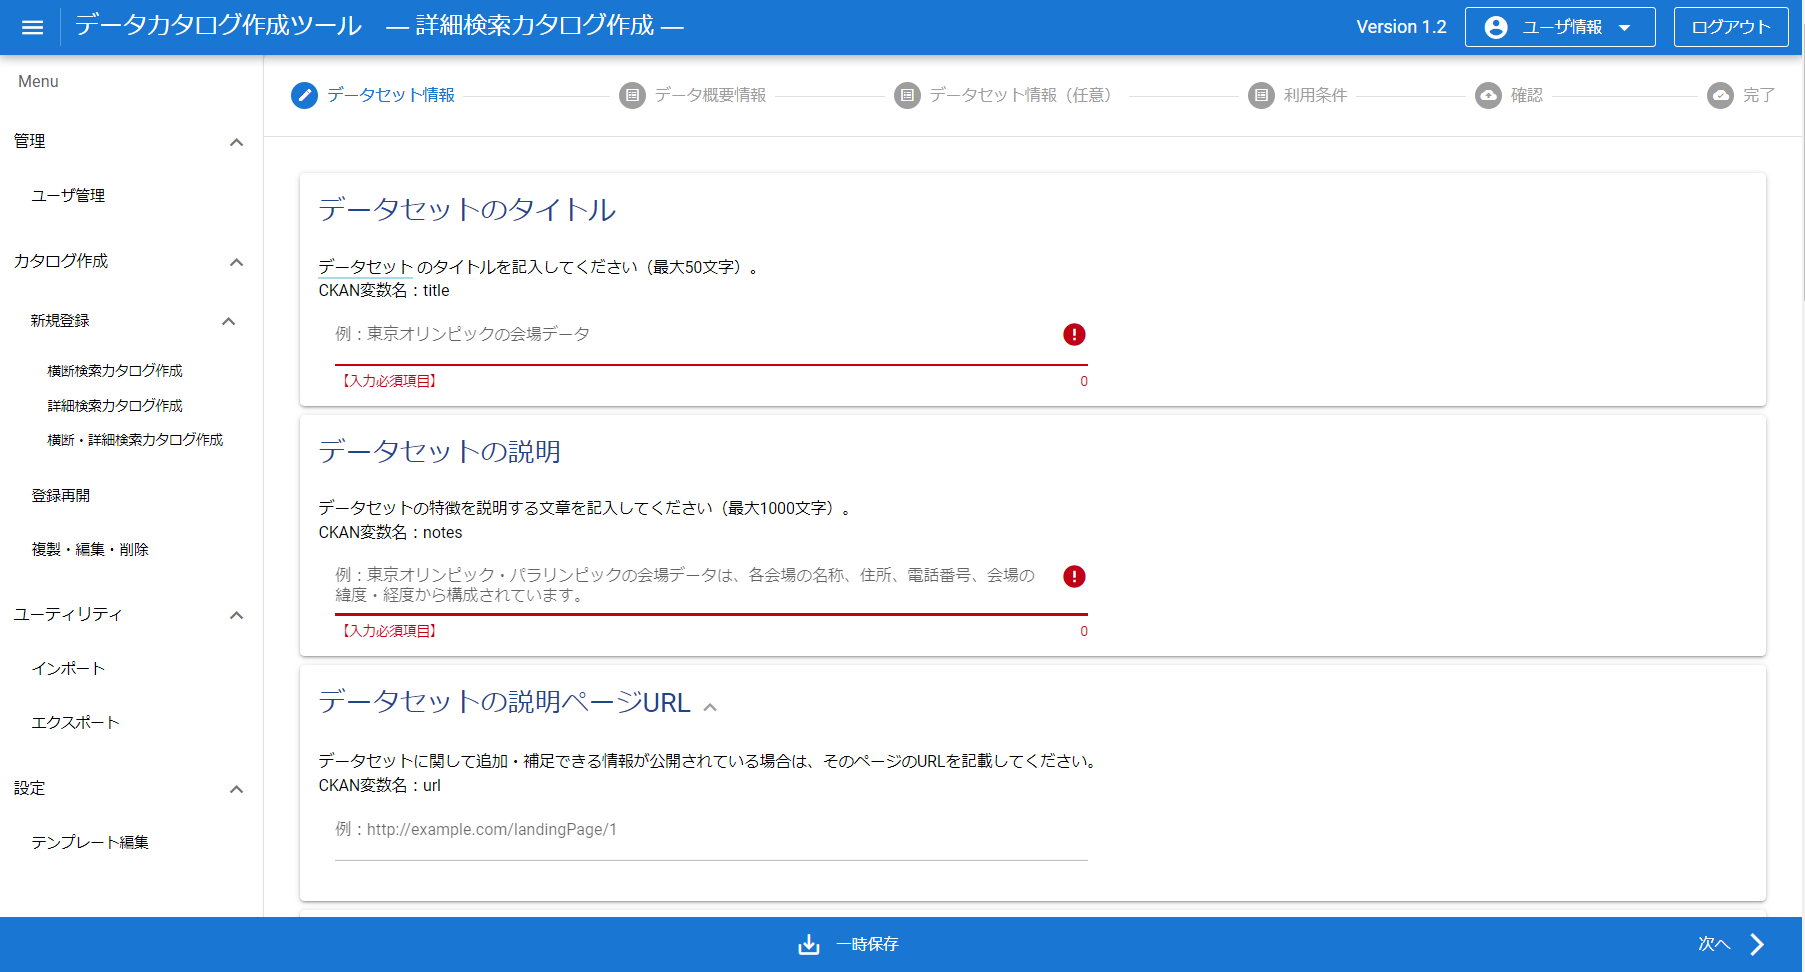 データカタログ作成ツール ― 詳細検索カタログ作成 ―
Version 1.2
ユーザ情報
ログアウト
Menu
管理
ユーザ管理
カタログ作成
新規登録
横断検索カタログ作成
詳細検索カタログ作成
横断・詳細検索カタログ作成
登録再開
複製・編集・削除
ユーティリティ
インポート
エクスポート
設定
テンプレート編集
データセット情報
データ概要情報
データセット情報（任意）
利用条件
確認
完了
データセットのタイトル
データセット のタイトルを記入してください（最大50文字）。
CKAN変数名：title
例：東京オリンピックの会場データ
【入力必須項目】
0
データセットの説明
データセットの特徴を説明する文章を記入してください（最大1000文字）。
CKAN変数名：notes
例：東京オリンピック・パラリンピックの会場データは、各会場の名称、住所、電話番号、会場の
緯度・経度から構成されています。
【入力必須項目】
0
データセットの説明ページURL
データセットに関して追加・補足できる情報が公開されている場合は、そのページのURLを記載してください。
CKAN変数名：url
例：http://example.com/landingPage/1
一時保存
次へ